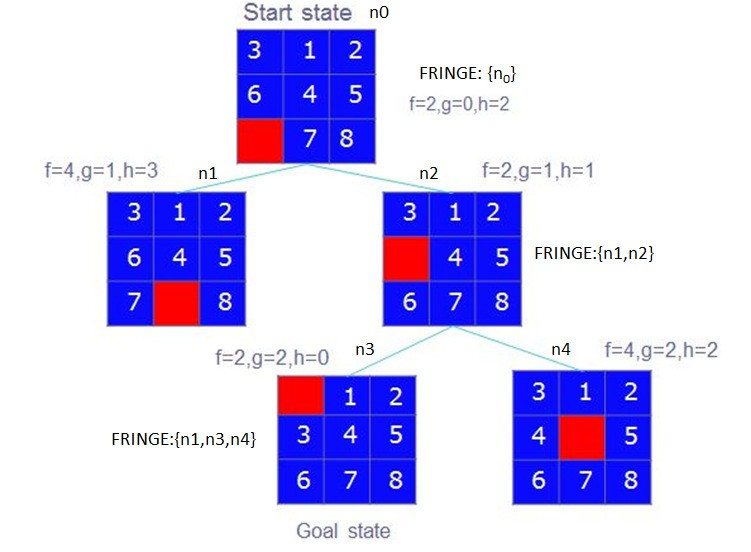 Start state n0
3 1 2
6 4 5
7 8
FRINGE: {n0}
f=2,g=0,h=2
f=4,g=1,h=3
n1
n2
f=2,g=1,h=1
3 1 2
6 4 5
7 8
3 1 2
4 5
6 7 8
FRINGE:{n1,n2}
f=2,g=2,h=0
n3
n4
f=4,g=2,h=2
1 2
3 4 5
6 7 8
FRINGE:{n1,n3,n4}
3 1 2
4 5
6 7 8
Goal state